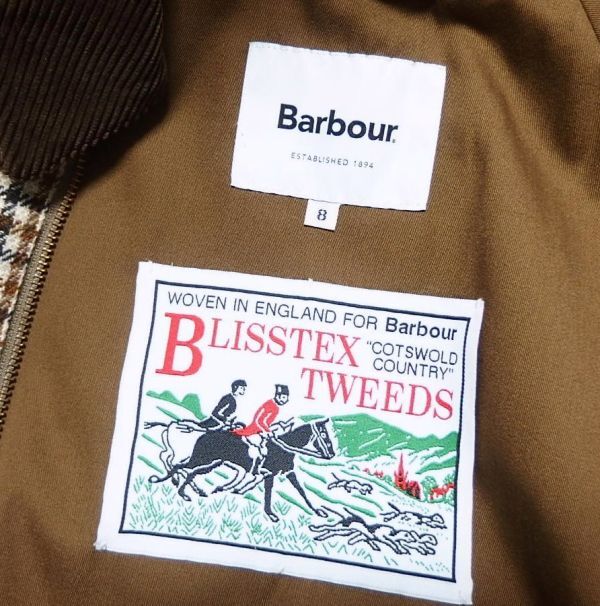 Barbour
ESTABLISHED 1894
8
WOVEN IN ENGLAND FOR Barbour
BLISSTEX "COTSWOLD
COUNTRY"
TWEEDS